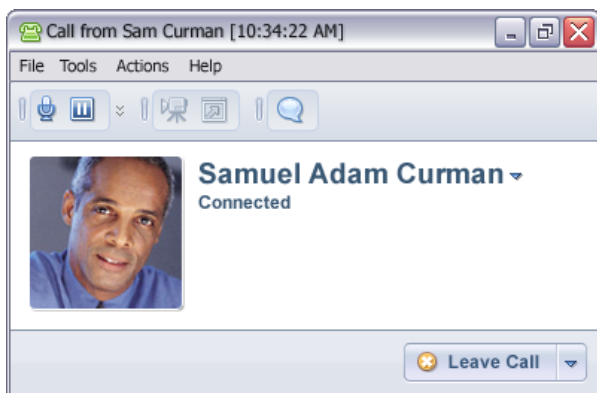 Call from Sam Curman [10:34:22 AM]
File Tools Actions Help
Samuel Adam Curman
Connected
Leave Call